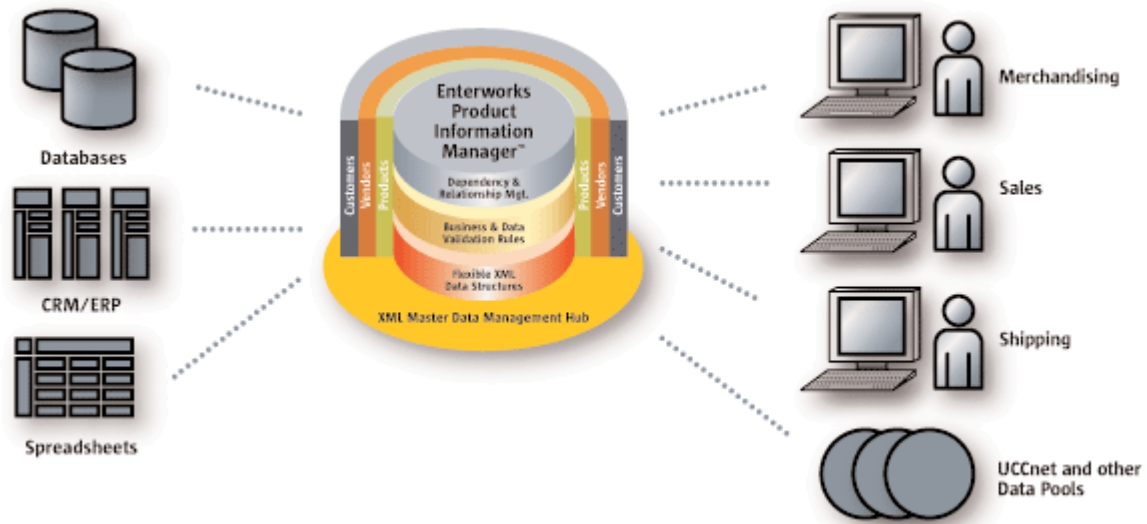 Databases
CRM/ERP
Spreadsheets
Enterworks
Product
Information
Manager™
Dependency &
Relationship Mgt.
Business & Data
Validation Rules
Flexible XML
Data Structures
XML Master Data Management Hub
Customers
Vendors
Products
Products
Vendors
Customers
Merchandising
Sales
Shipping
UCCnet and other
Data Pools